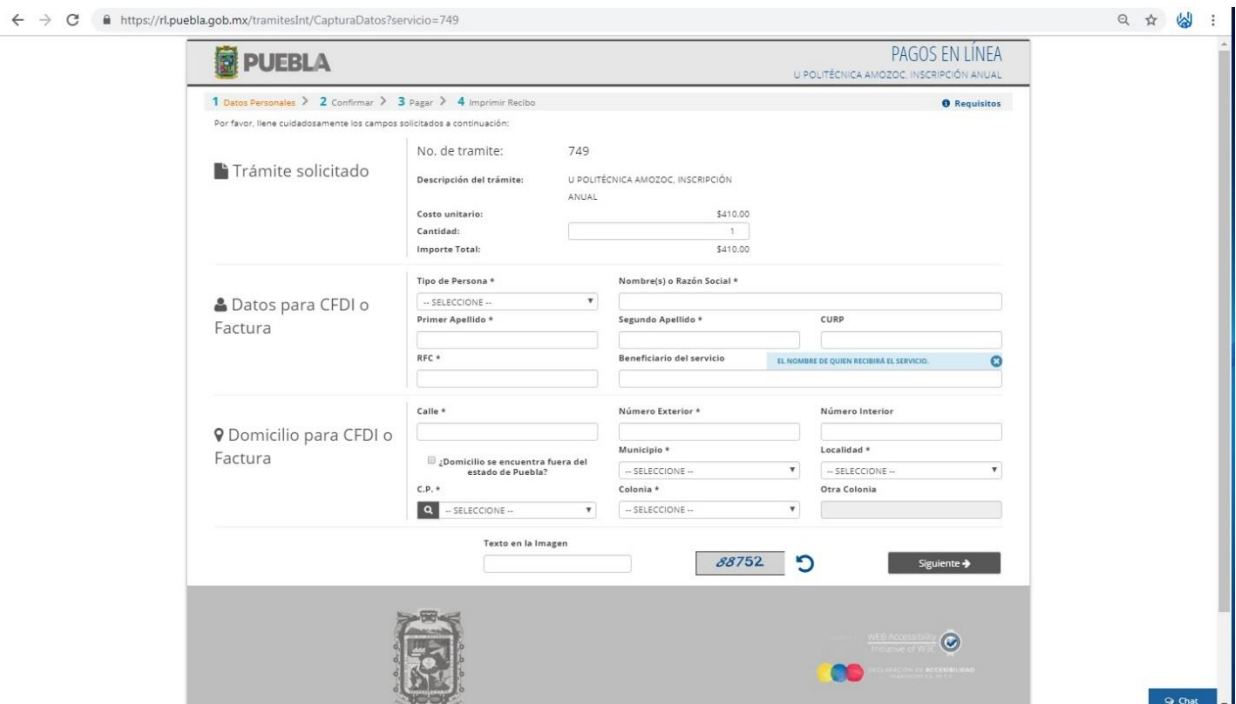 https://rl.puebla.gob.mx/tramitesInt/CapturaDatos?servicio=749
PUEBLA
PAGOS EN LÍNEA
U POLITÉCNICA AMOZOC, INSCRIPCIÓN ANUAL
1 Datos Personales 2 Confirmar 3 Pagar 4 Imprimir Recibo
Requisitos
Por favor, llene cuidadosamente los campos solicitados a continuación:
Trámite solicitado
No. de tramite: 749
Descripción del trámite: U POLITÉCNICA AMOZOC, INSCRIPCIÓN
ANUAL
Costo unitario: $410.00
Cantidad: 1
Importe Total: $410.00
Datos para CFDI o
Factura
Tipo de Persona * Nombre(s) o Razón Social *
-- SELECCIONE --
Primer Apellido * Segundo Apellido * CURP
RFC * Beneficiario del servicio EL NOMBRE DE QUIEN RECIBIRÁ EL SERVICIO.
Domicilio para CFDI o
Factura
Calle * Número Exterior * Número Interior
¿Domicilio se encuentra fuera del
estado de Puebla?
Municipio * Localidad *
-- SELECCIONE -- -- SELECCIONE --
C.P. * Colonia * Otra Colonia
-- SELECCIONE -- -- SELECCIONE --
Texto en la Imagen
88752
Siguiente
WEB Accessibility
Initiative of W3C
DECLARACIÓN DE ACCESIBILIDAD
Chat